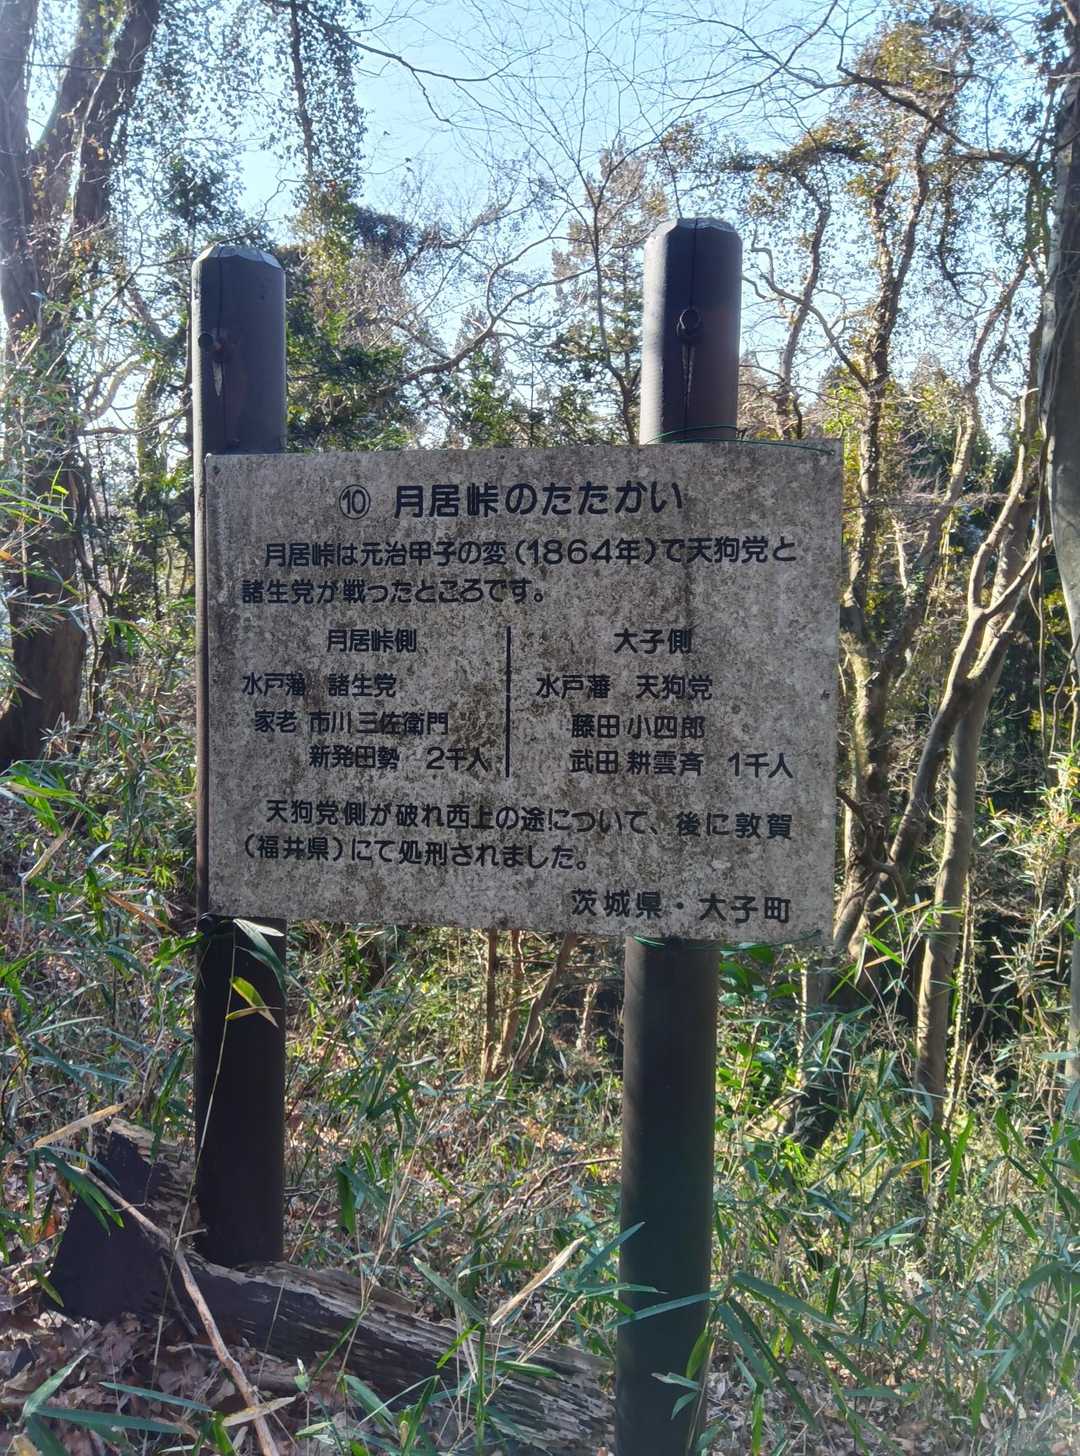 ⑩ 月居峠のたたかい
月居峠は元治甲子の変(1864年)で天狗党と
諸生党が戦ったところです。
月居峠側
水戸藩 諸生党
家老 市川三佐衛門
新発田勢 2千人
大子側
水戸藩 天狗党
藤田小四郎
武田耕雲斉 1千人
天狗党側が破れ西上の途について、後に敦賀
(福井県)にて処刑されました。
茨城県・大子町